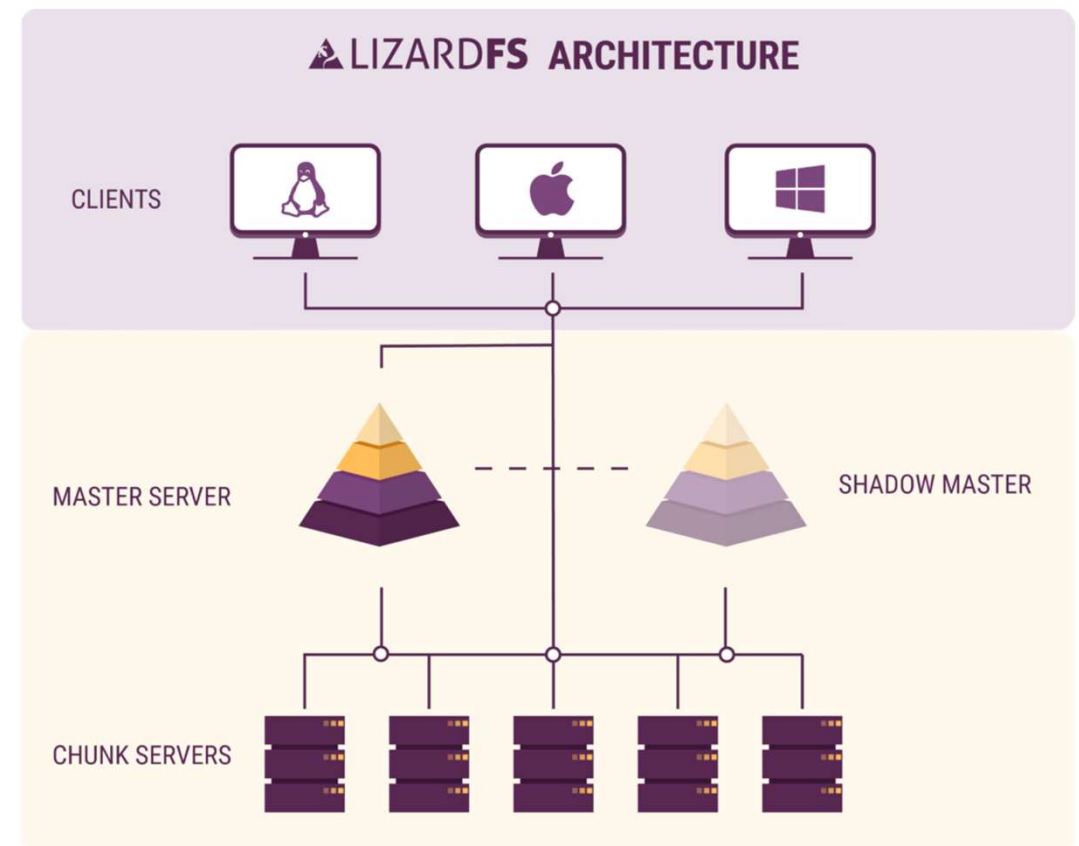 LIZARDFS ARCHITECTURE
CLIENTS
MASTER SERVER
SHADOW MASTER
CHUNK SERVERS